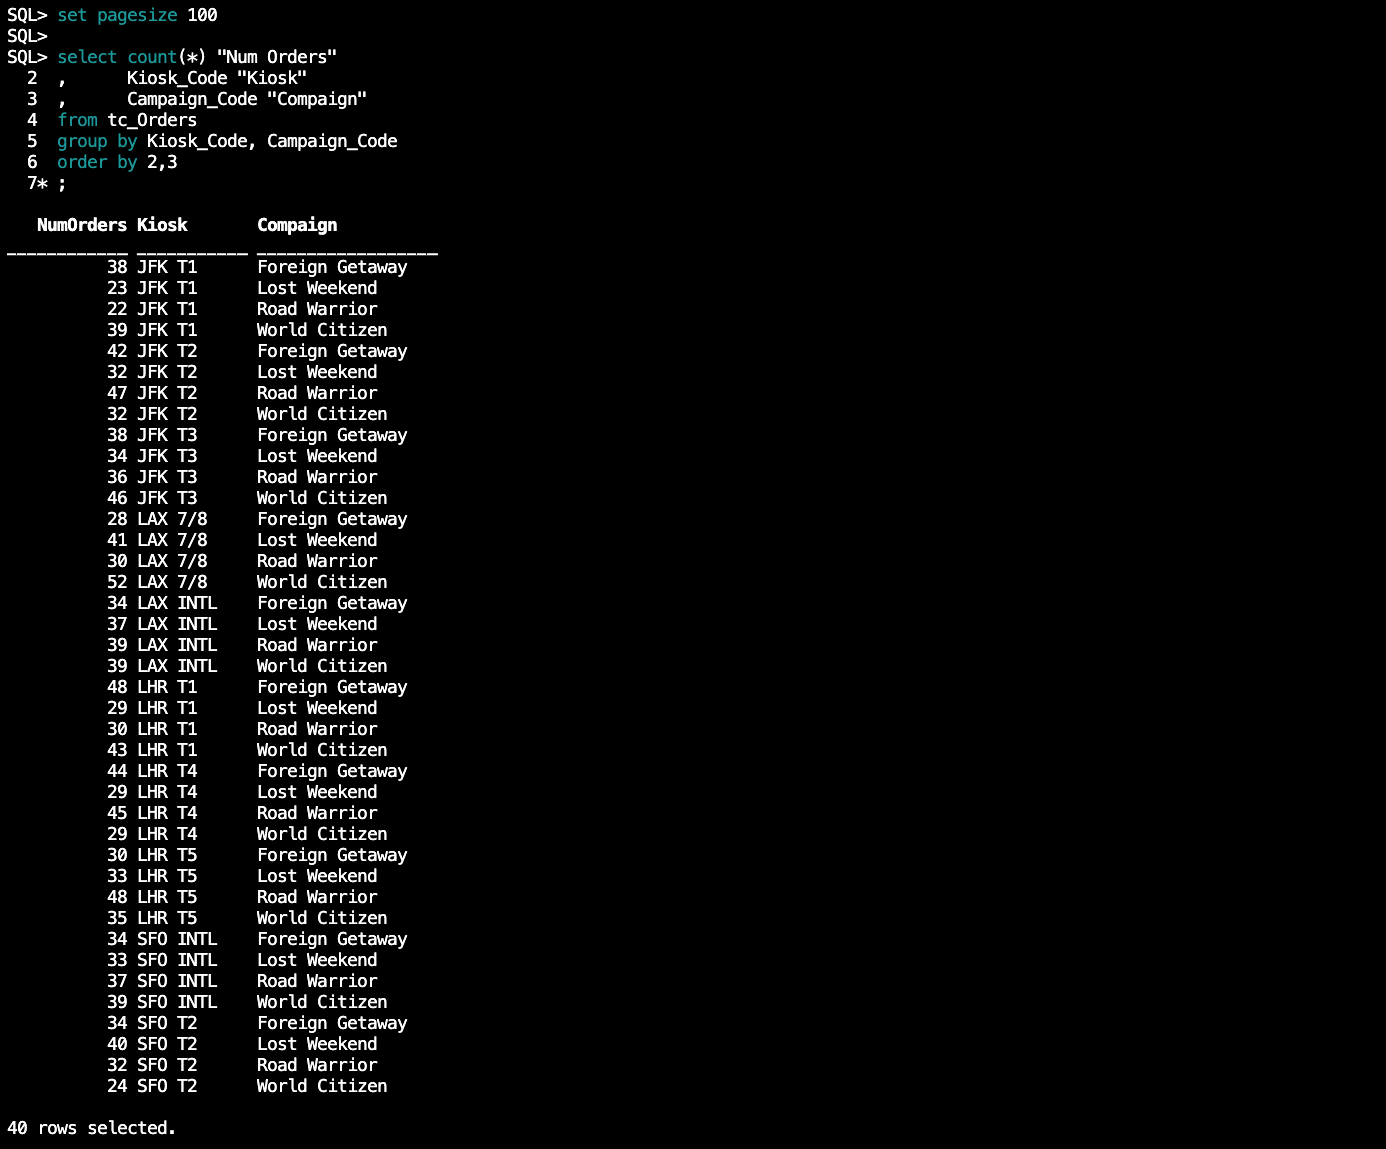 SQL> set pagesize 100
SQL>
SQL> select count(*) "Num Orders"
  2  ,      Kiosk_Code "Kiosk"
  3  ,      Campaign_Code "Compaign"
  4  from tc_Orders
  5  group by Kiosk_Code, Campaign_Code
  6  order by 2,3
  7* ;
   NumOrders Kiosk       Compaign
____________ ___________ __________________
          38 JFK T1      Foreign Getaway
          23 JFK T1      Lost Weekend
          22 JFK T1      Road Warrior
          39 JFK T1      World Citizen
          42 JFK T2      Foreign Getaway
          32 JFK T2      Lost Weekend
          47 JFK T2      Road Warrior
          32 JFK T2      World Citizen
          38 JFK T3      Foreign Getaway
          34 JFK T3      Lost Weekend
          36 JFK T3      Road Warrior
          46 JFK T3      World Citizen
          28 LAX 7/8     Foreign Getaway
          41 LAX 7/8     Lost Weekend
          30 LAX 7/8     Road Warrior
          52 LAX 7/8     World Citizen
          34 LAX INTL    Foreign Getaway
          37 LAX INTL    Lost Weekend
          39 LAX INTL    Road Warrior
          39 LAX INTL    World Citizen
          48 LHR T1      Foreign Getaway
          29 LHR T1      Lost Weekend
          30 LHR T1      Road Warrior
          43 LHR T1      World Citizen
          44 LHR T4      Foreign Getaway
          29 LHR T4      Lost Weekend
          45 LHR T4      Road Warrior
          29 LHR T4      World Citizen
          30 LHR T5      Foreign Getaway
          33 LHR T5      Lost Weekend
          48 LHR T5      Road Warrior
          35 LHR T5      World Citizen
          34 SFO INTL    Foreign Getaway
          33 SFO INTL    Lost Weekend
          37 SFO INTL    Road Warrior
          39 SFO INTL    World Citizen
          34 SFO T2      Foreign Getaway
          40 SFO T2      Lost Weekend
          32 SFO T2      Road Warrior
          24 SFO T2      World Citizen
40 rows selected.